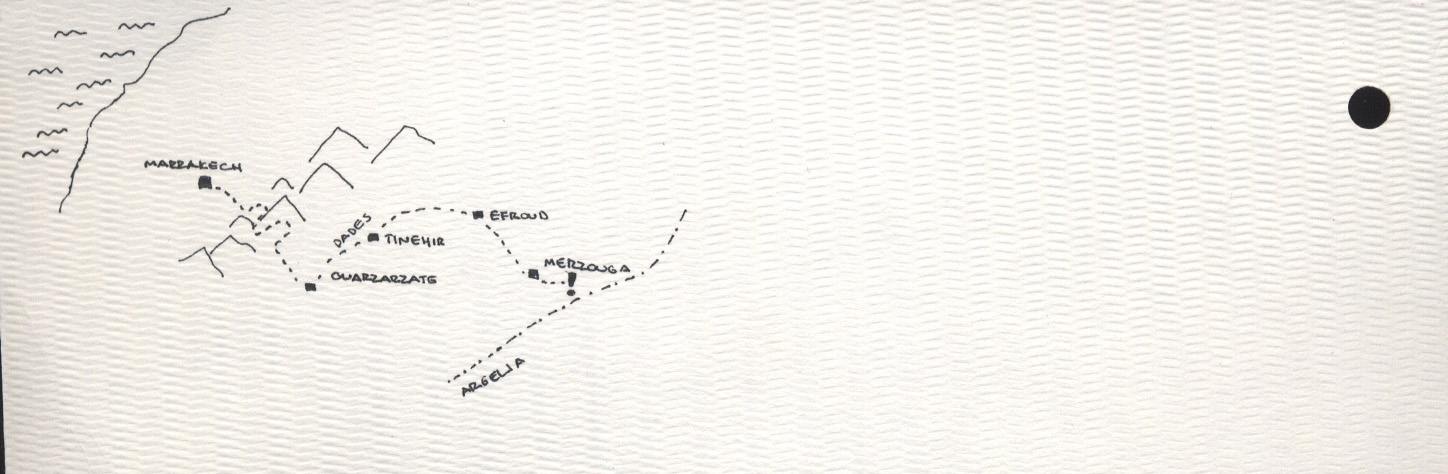 MARRAKECH
EFROUD
DADES
TINEHIR
MERZOUGA
OUARZARZATE
ARGELIA